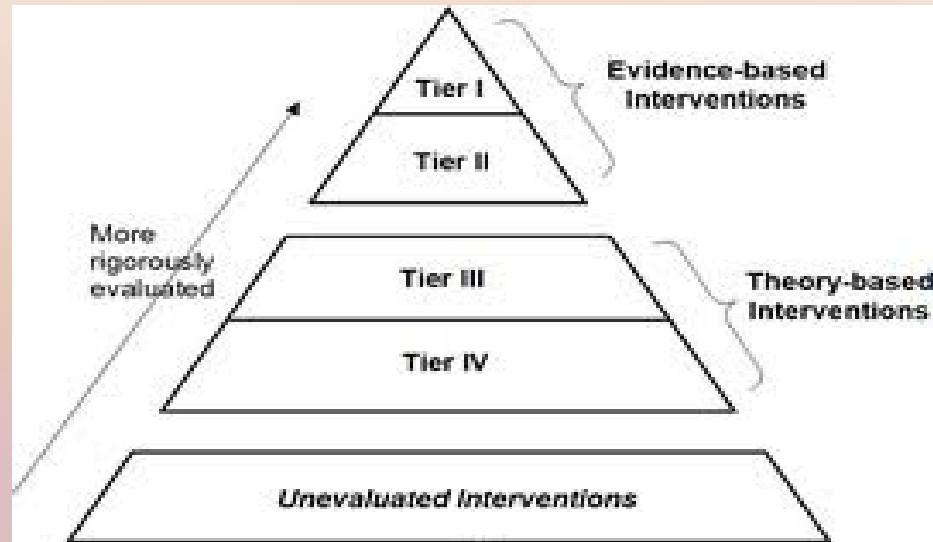 Tier I
Evidence-based
Interventions
Tier II
More
rigorously
evaluated
Tier III
Theory-based
Interventions
Tier IV
Unevaluated Interventions